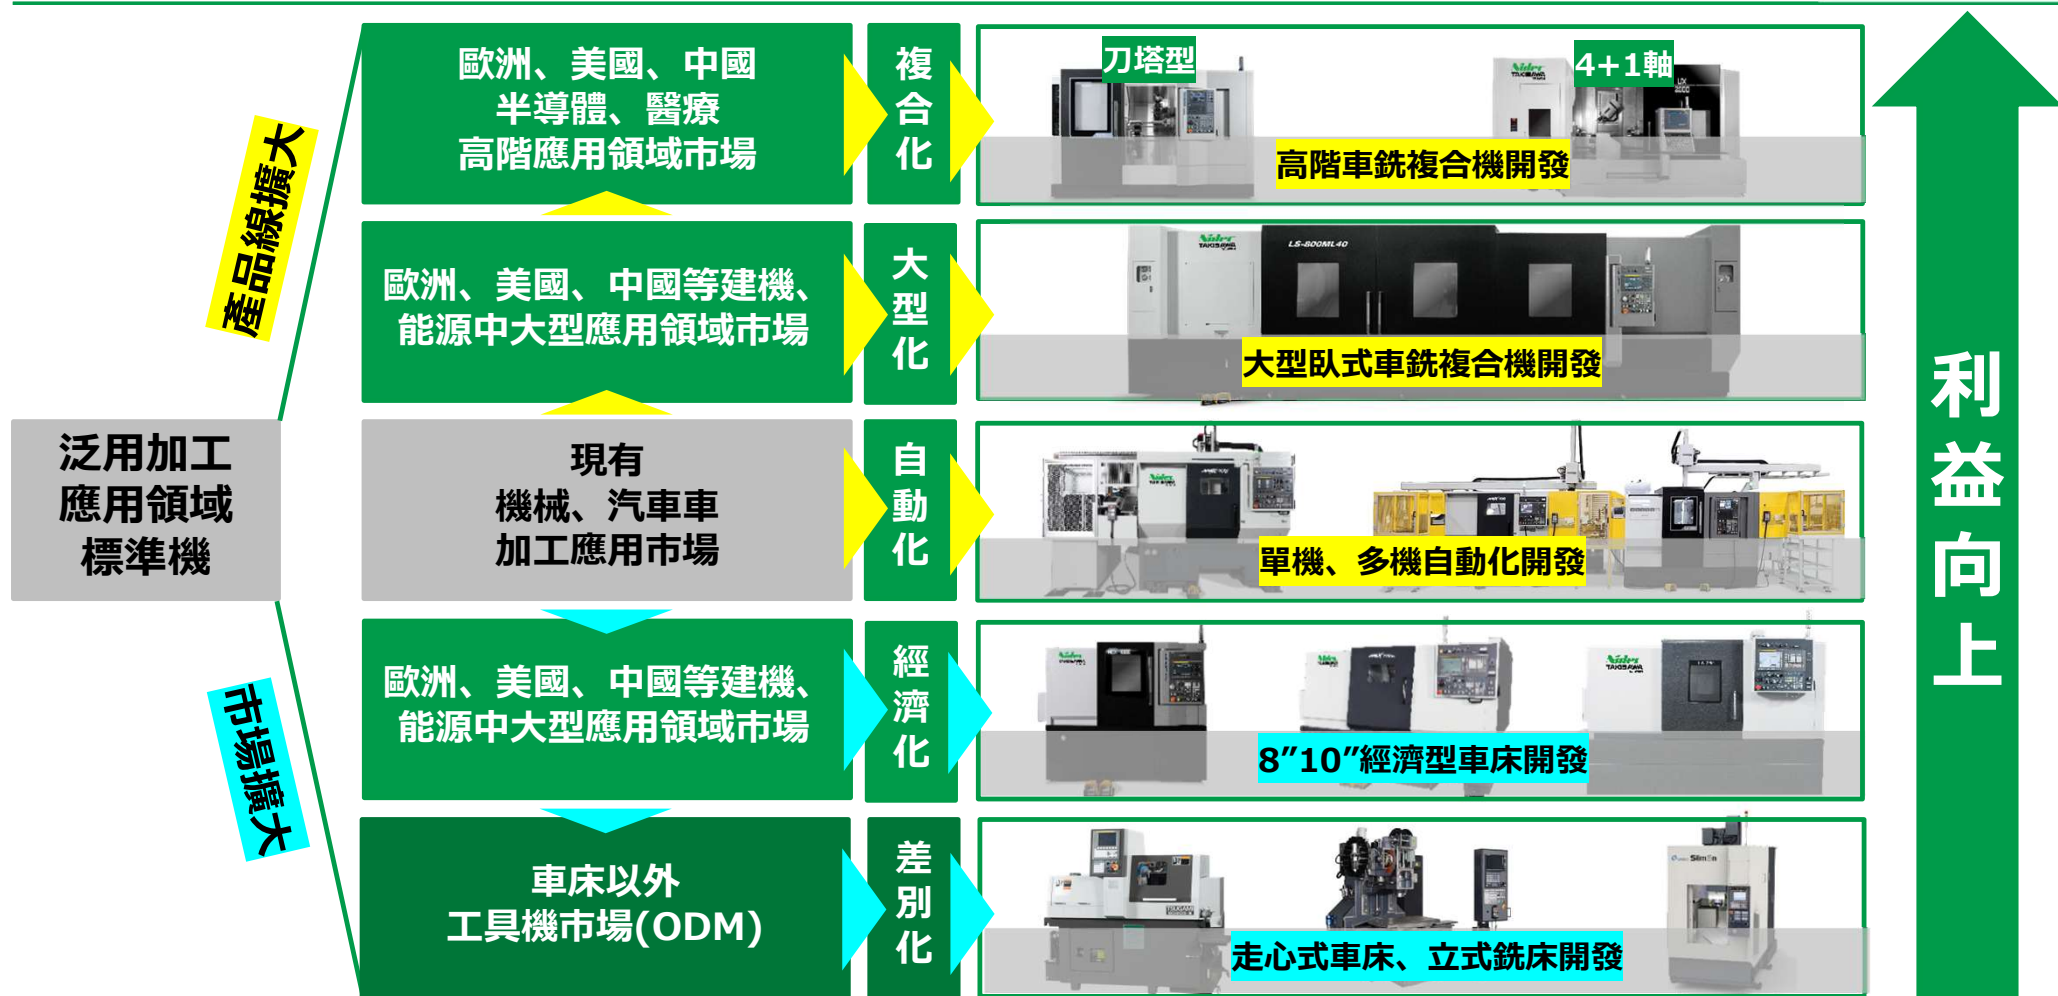 產品線擴大
市場擴大
泛用加工
應用領域
標準機
歐洲、美國、中國
半導體、醫療
高階應用領域市場
複合化
刀塔型
4+1軸
Nidec
TAKISAWA
高階車銑複合機開發
歐洲、美國、中國等建機、
能源中大型應用領域市場
大型化
Nidec
TAKISAWA
LS-800ML40
大型臥式車銑複合機開發
現有
機械、汽車車
加工應用市場
自動化
Nidec
單機、多機自動化開發
歐洲、美國、中國等建機、
能源中大型應用領域市場
經濟化
Nidec
TAKISAWA
8”10”經濟型車床開發
車床以外
工具機市場(ODM)
差別化
走心式車床、立式銑床開發
利益向上